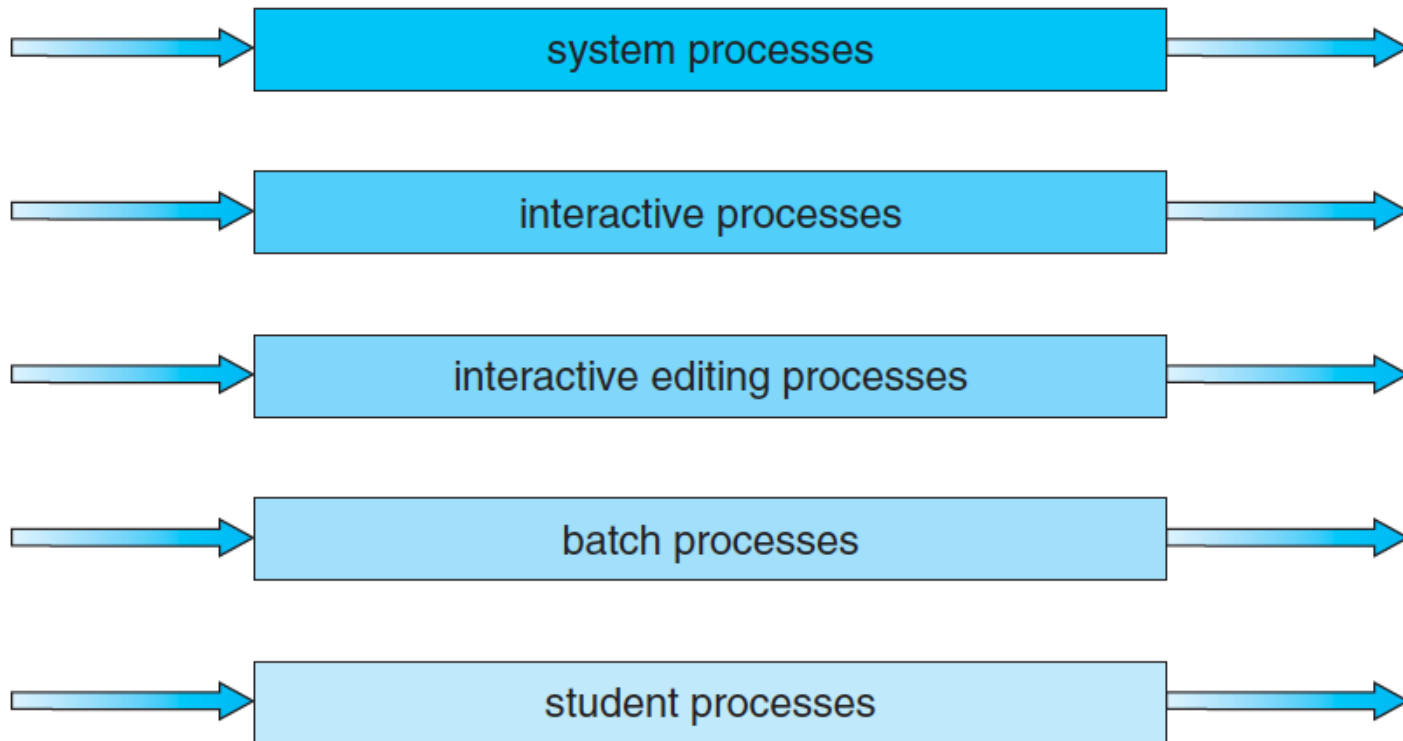 system processes
interactive processes
interactive editing processes
batch processes
student processes